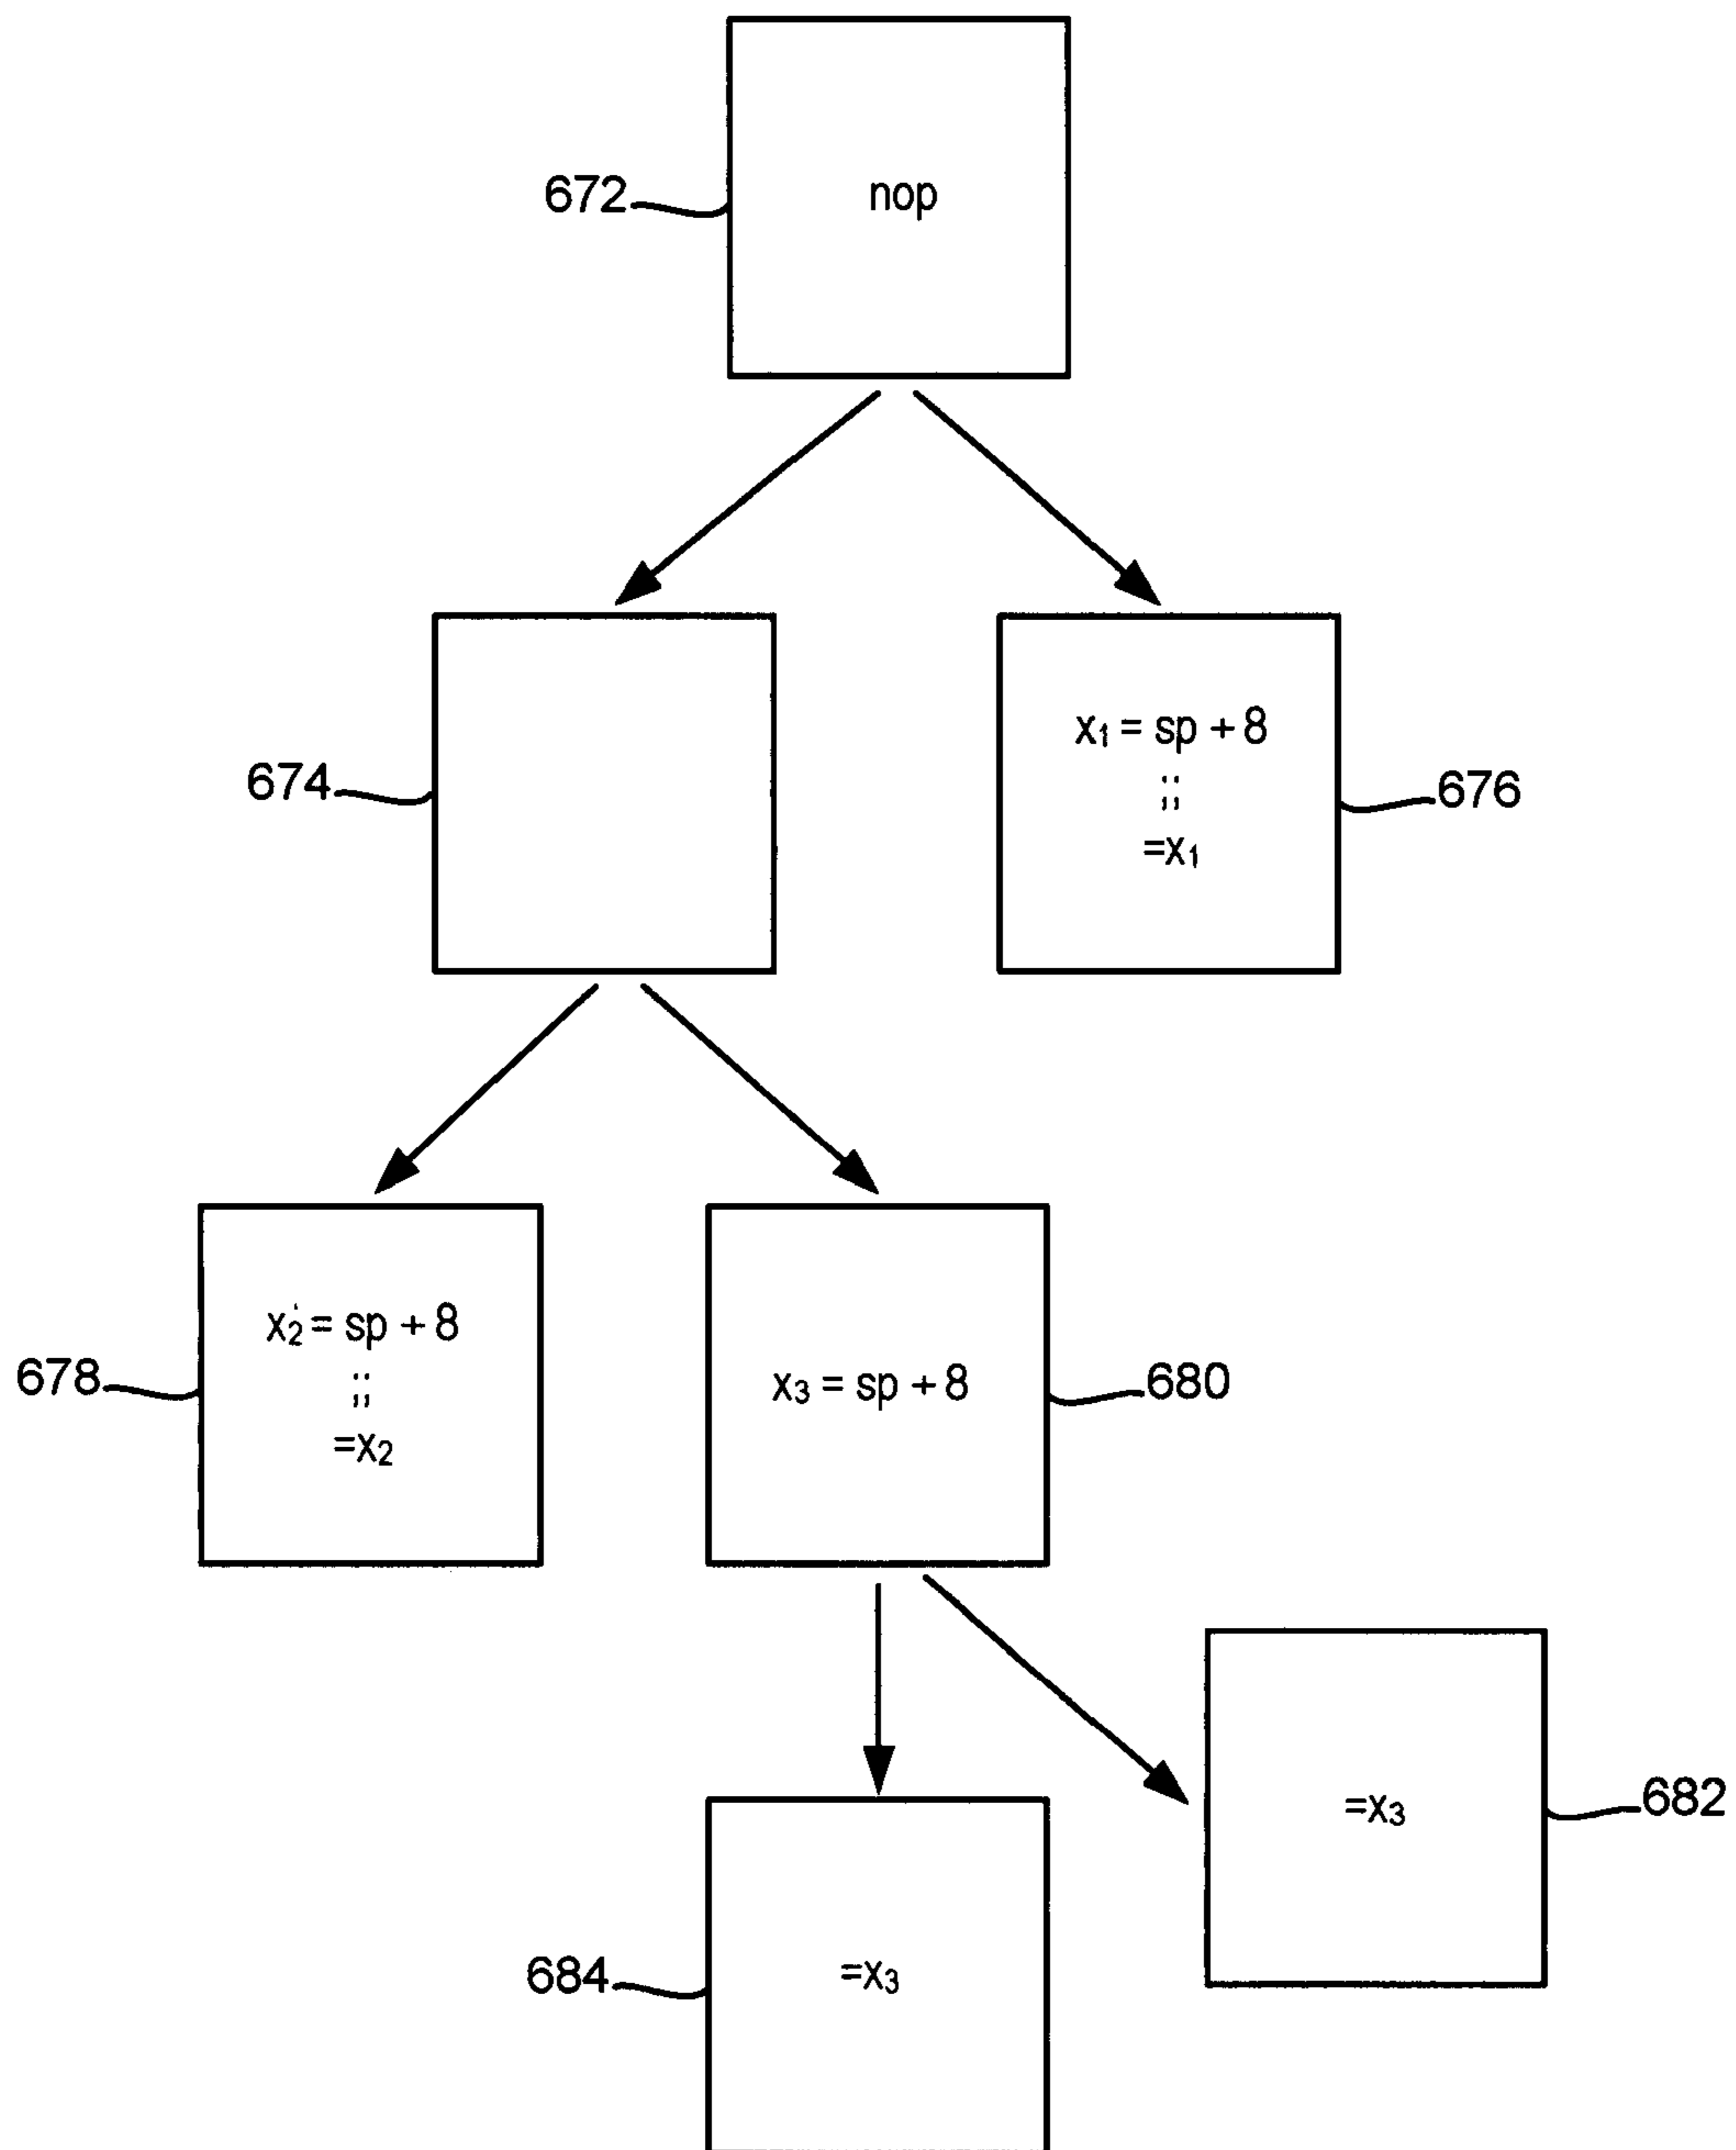 nop
672
674
x₁ = sp + 8
;;
=x₁
676
x₂ = sp + 8
;;
=x₂
678
x₃ = sp + 8
680
=x₃
682
684
=x₃